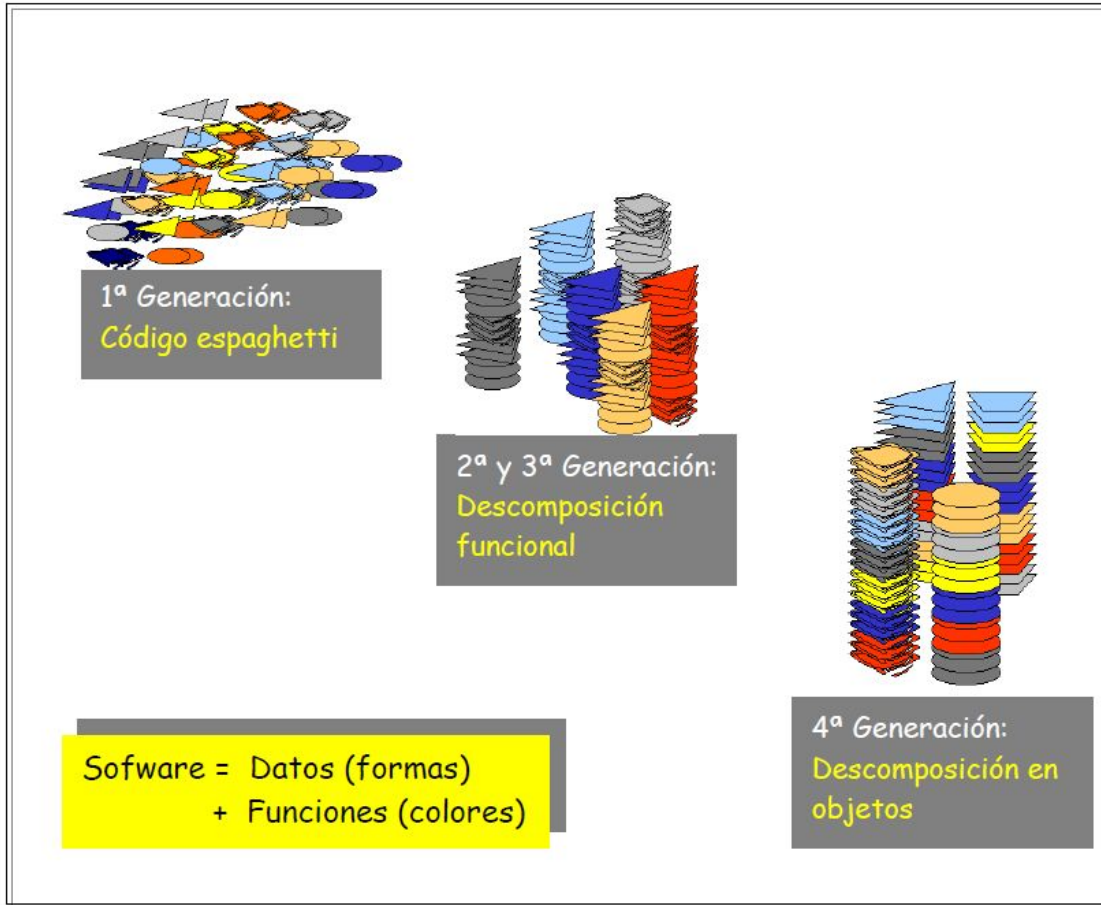 1ª Generación:
Código espaghetti
2ª y 3ª Generación:
Descomposición
funcional
4ª Generación:
Descomposición en
objetos
Sofware = Datos (formas)
+ Funciones (colores)